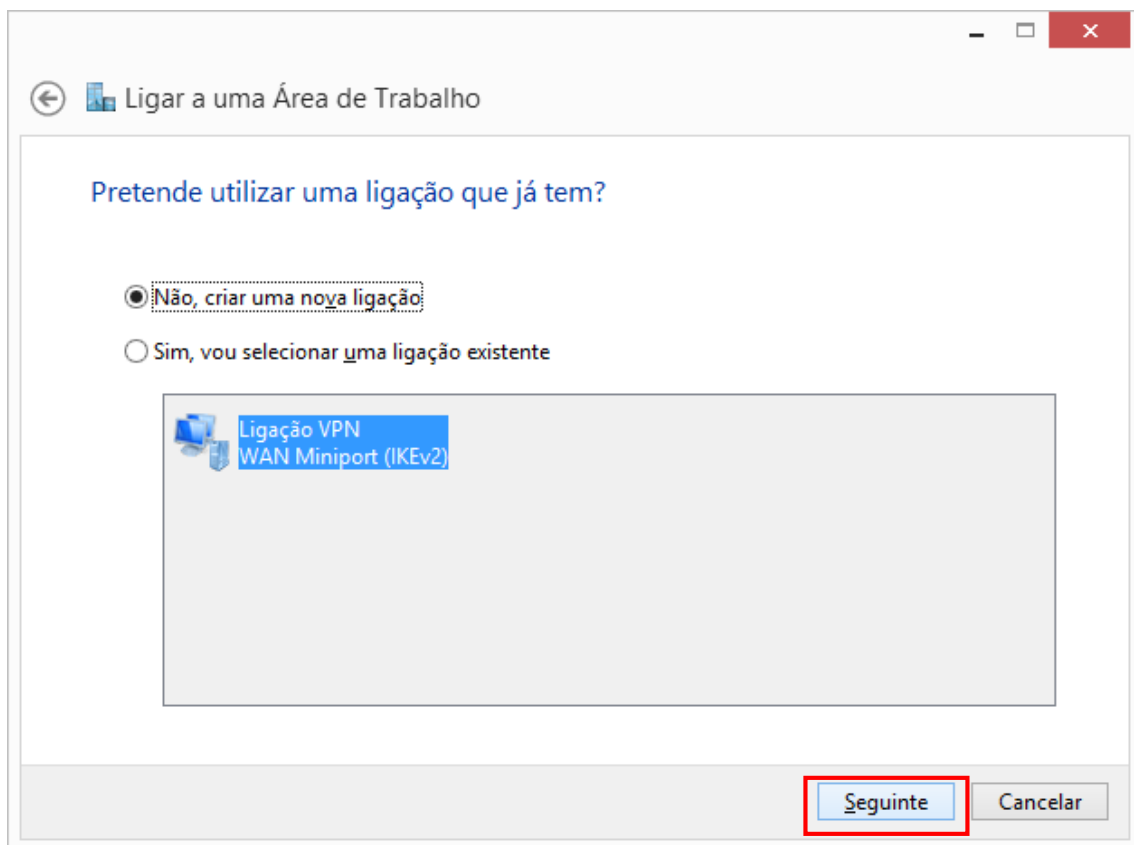 Ligar a uma Área de Trabalho
Pretende utilizar uma ligação que já tem?
Não, criar uma nova ligação
Sim, vou selecionar uma ligação existente
Ligação VPN
WAN Miniport (IKEv2)
Seguinte
Cancelar